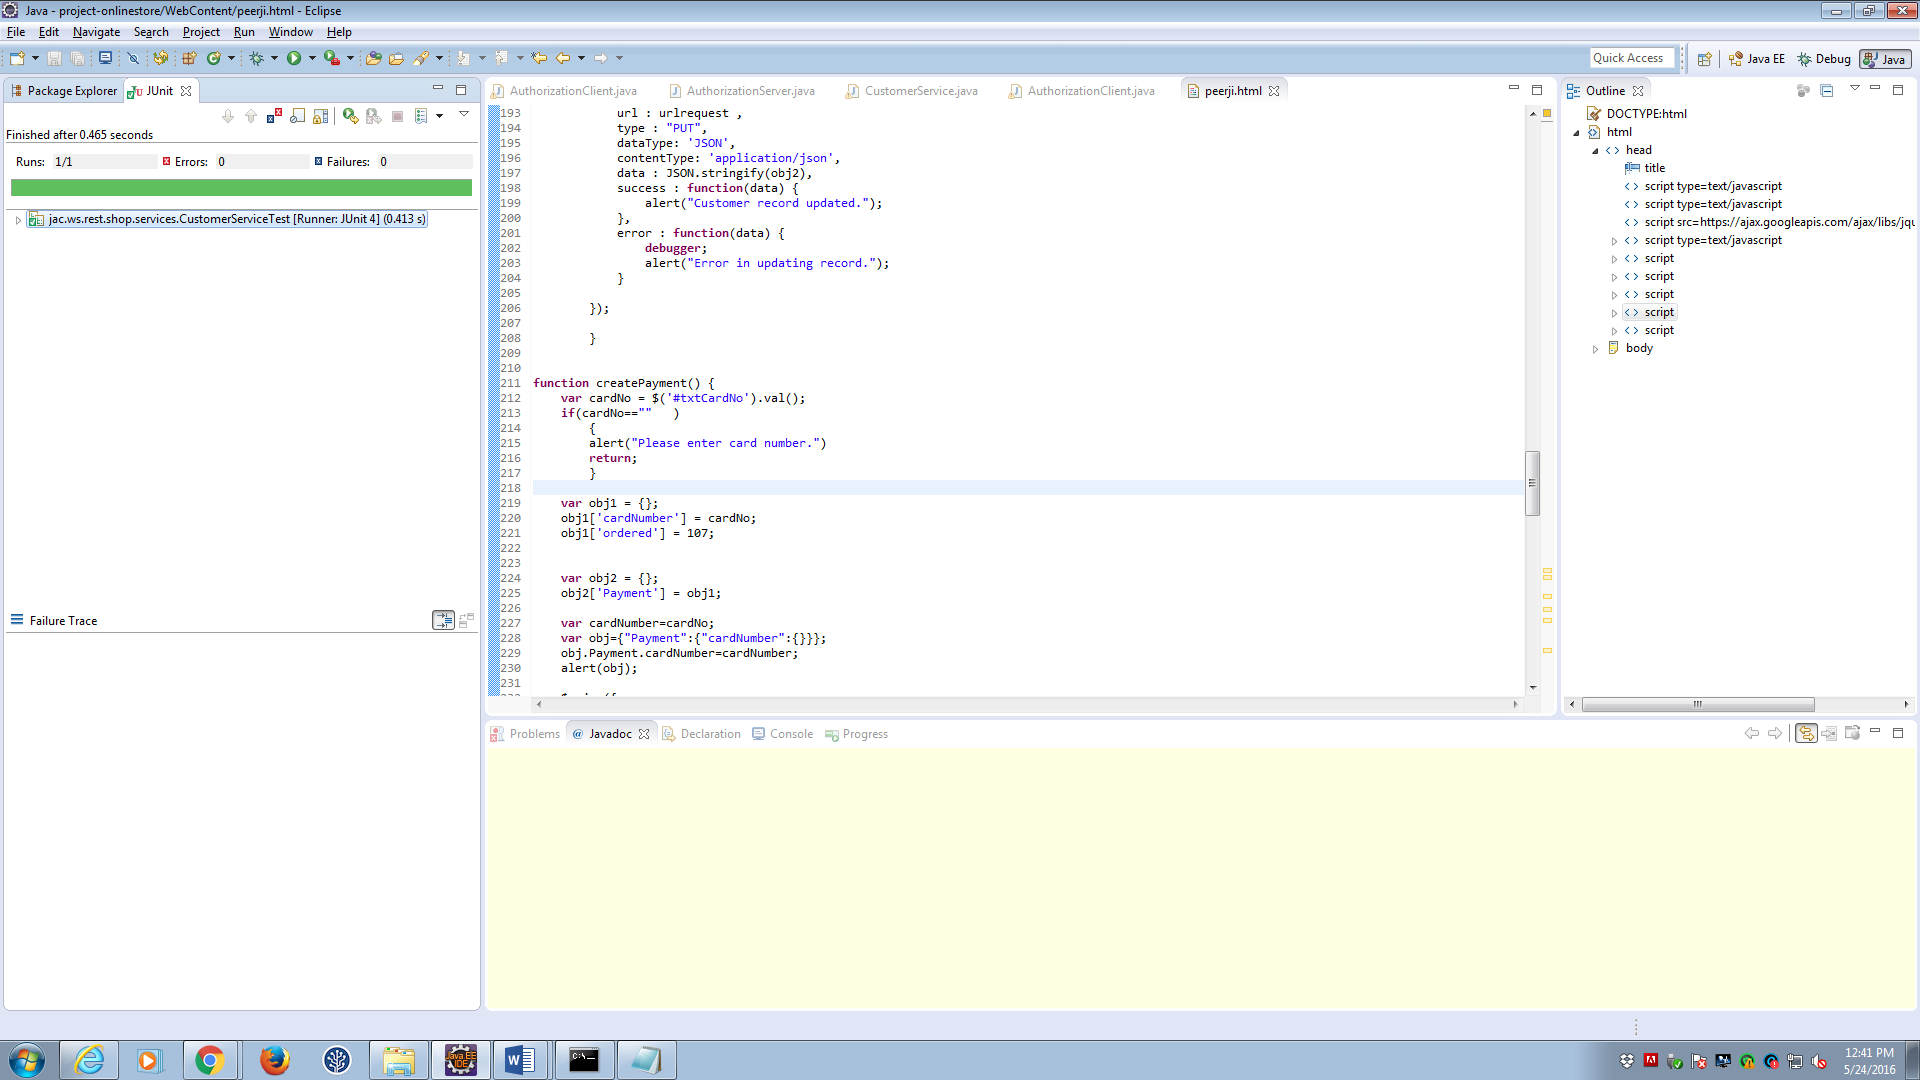 Java - project-onlinestore/WebContent/peerji.html - Eclipse
File Edit Navigate Search Project Run Window Help
Quick Access
Java EE
Debug
Java
Package Explorer
JUnit
Finished after 0.465 seconds
Runs: 1/1
Errors: 0
Failures: 0
jac.ws.rest.shop.services.CustomerServiceTest [Runner: JUnit 4] (0.413 s)
Failure Trace
AuthorizationClient.java
AuthorizationServer.java
CustomerService.java
AuthorizationClient.java
peerji.html
193 url : urlrequest ,
194 type : "PUT",
195 dataType: 'JSON',
196 contentType: 'application/json',
197 data : JSON.stringify(obj2),
198 success : function(data) {
199 alert("Customer record updated.");
200 },
201 error : function(data) {
202 debugger;
203 alert("Error in updating record.");
204 }
205
206 });
207
208 }
209
210
211 function createPayment() {
212 var cardNo = $('#txtCardNo').val();
213 if(cardNo==""   )
214 {
215 alert("Please enter card number.")
216 return;
217 }
218
219 var obj1 = {};
220 obj1['cardNumber'] = cardNo;
221 obj1['ordered'] = 107;
222
223
224 var obj2 = {};
225 obj2['Payment'] = obj1;
226
227 var cardNumber=cardNo;
228 var obj={"Payment":{"cardNumber":{}}};
229 obj.Payment.cardNumber=cardNumber;
230 alert(obj);
231
Outline
DOCTYPE:html
html
head
title
script type=text/javascript
script type=text/javascript
script src=https://ajax.googleapis.com/ajax/libs/jqu
script type=text/javascript
script
script
script
script
script
body
Problems
@ Javadoc
Declaration
Console
Progress
Java EE
IDE
C:\.
12:41 PM
5/24/2016